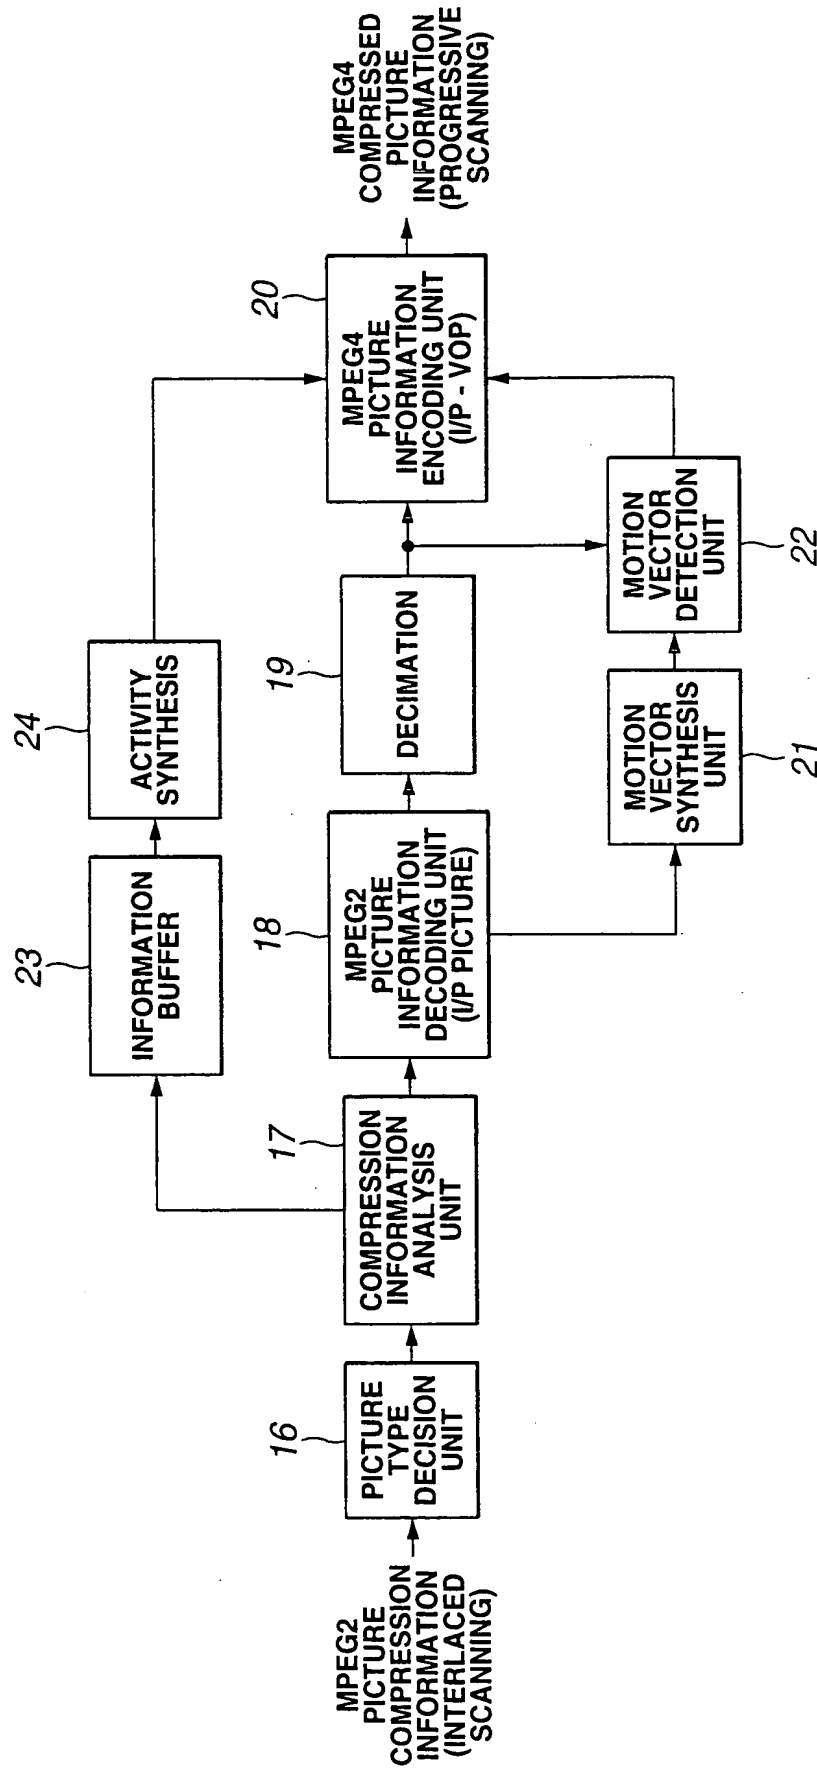 MPEG2
PICTURE
COMPRESSION
INFORMATION
(INTERLACED
SCANNING)
16
PICTURE
TYPE
DECISION
UNIT
17
COMPRESSION
INFORMATION
ANALYSIS
UNIT
23
INFORMATION
BUFFER
24
ACTIVITY
SYNTHESIS
18
MPEG2
PICTURE
INFORMATION
DECODING UNIT
(I/P PICTURE)
19
DECIMATION
20
MPEG4
PICTURE
INFORMATION
ENCODING UNIT
(I/P - VOP)
MOTION
VECTOR
SYNTHESIS
UNIT
21
MOTION
VECTOR
DETECTION
UNIT
22
MPEG4
COMPRESSED
PICTURE
INFORMATION
(PROGRESSIVE
SCANNING)